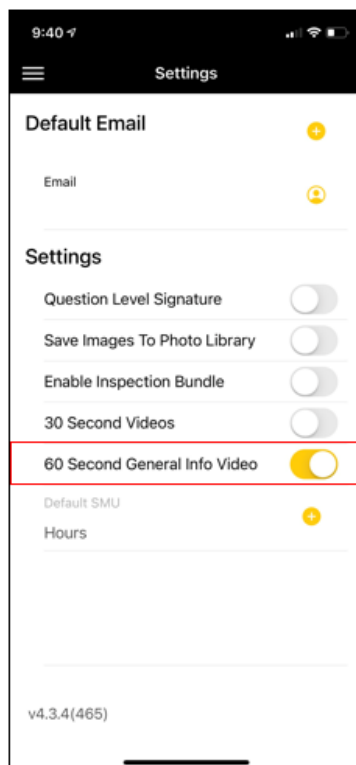 9:40
Settings
Default Email
Email
Settings
Question Level Signature
Save Images To Photo Library
Enable Inspection Bundle
30 Second Videos
60 Second General Info Video
Default SMU
Hours
v4.3.4(465)